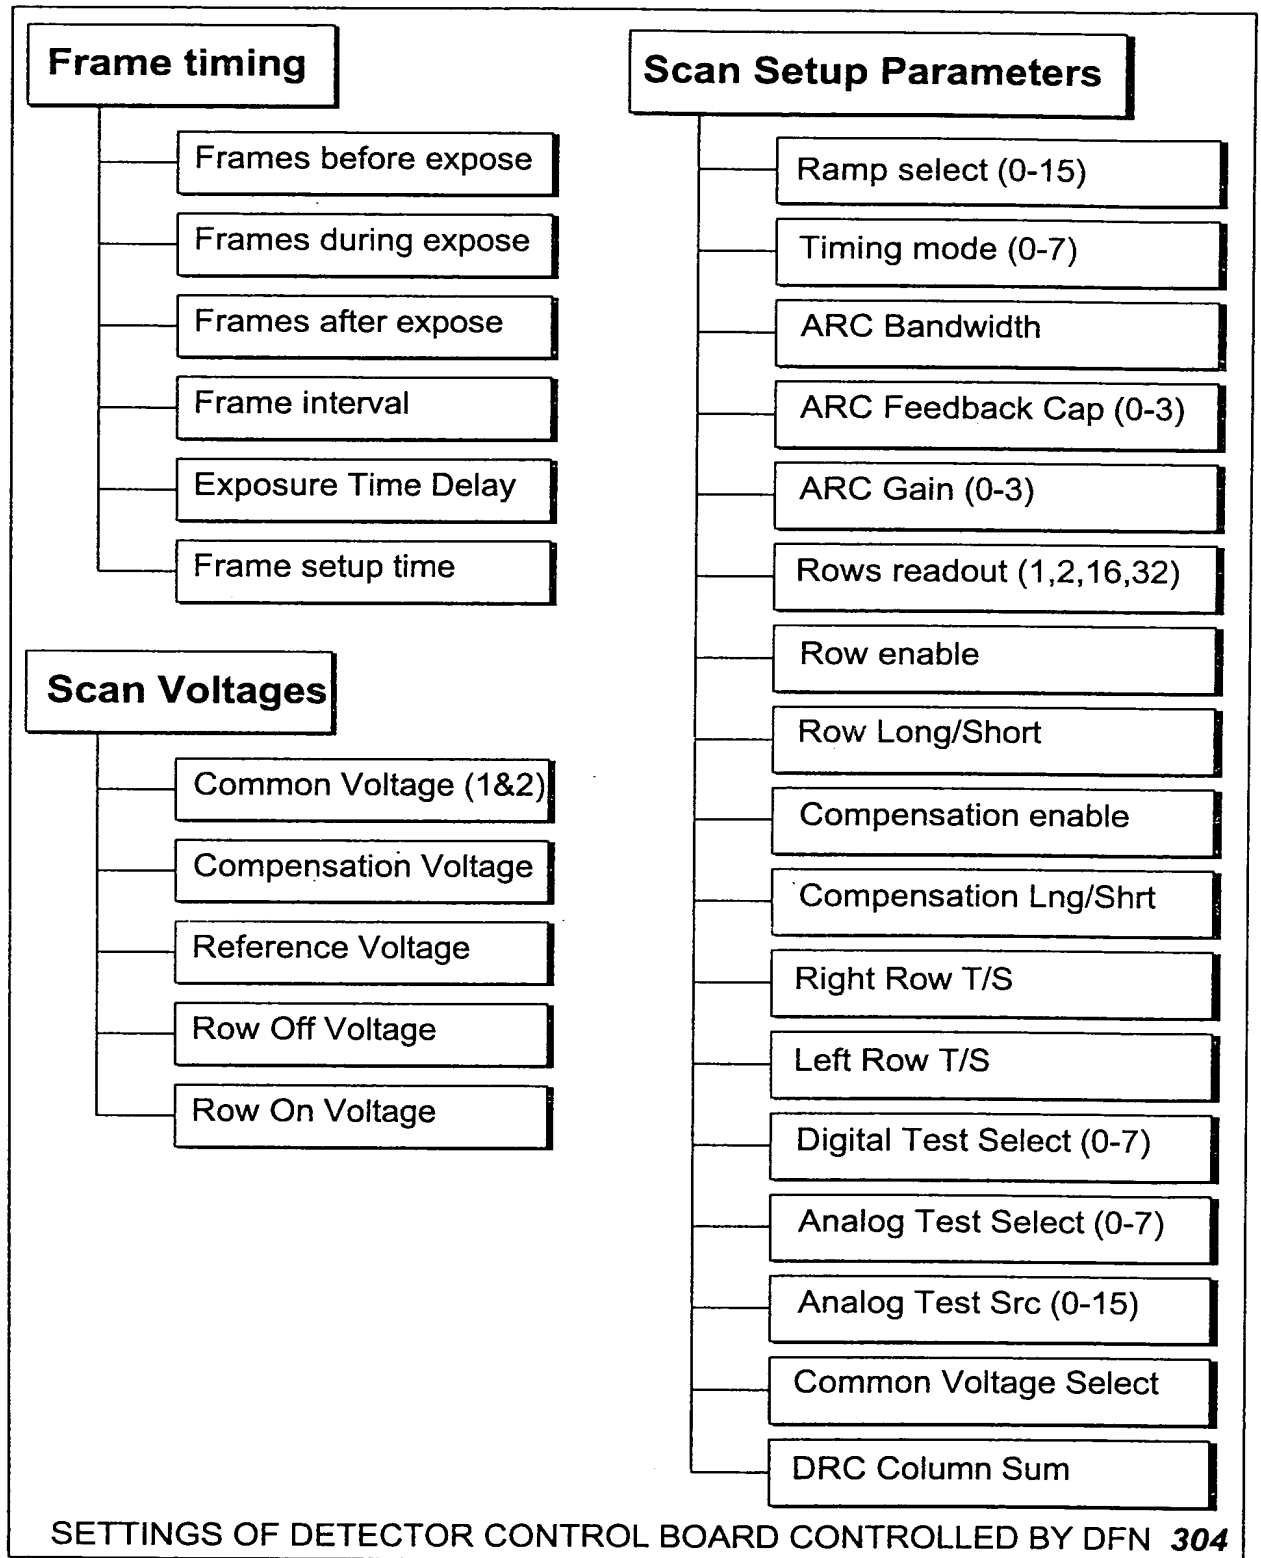 Frame timing
Frames before expose
Frames during expose
Frames after expose
Frame interval
Exposure Time Delay
Frame setup time
Scan Voltages
Common Voltage (1&2)
Compensation Voltage
Reference Voltage
Row Off Voltage
Row On Voltage
Scan Setup Parameters
Ramp select (0-15)
Timing mode (0-7)
ARC Bandwidth
ARC Feedback Cap (0-3)
ARC Gain (0-3)
Rows readout (1,2,16,32)
Row enable
Row Long/Short
Compensation enable
Compensation Lng/Shrt
Right Row T/S
Left Row T/S
Digital Test Select (0-7)
Analog Test Select (0-7)
Analog Test Src (0-15)
Common Voltage Select
DRC Column Sum
SETTINGS OF DETECTOR CONTROL BOARD CONTROLLED BY DFN 304